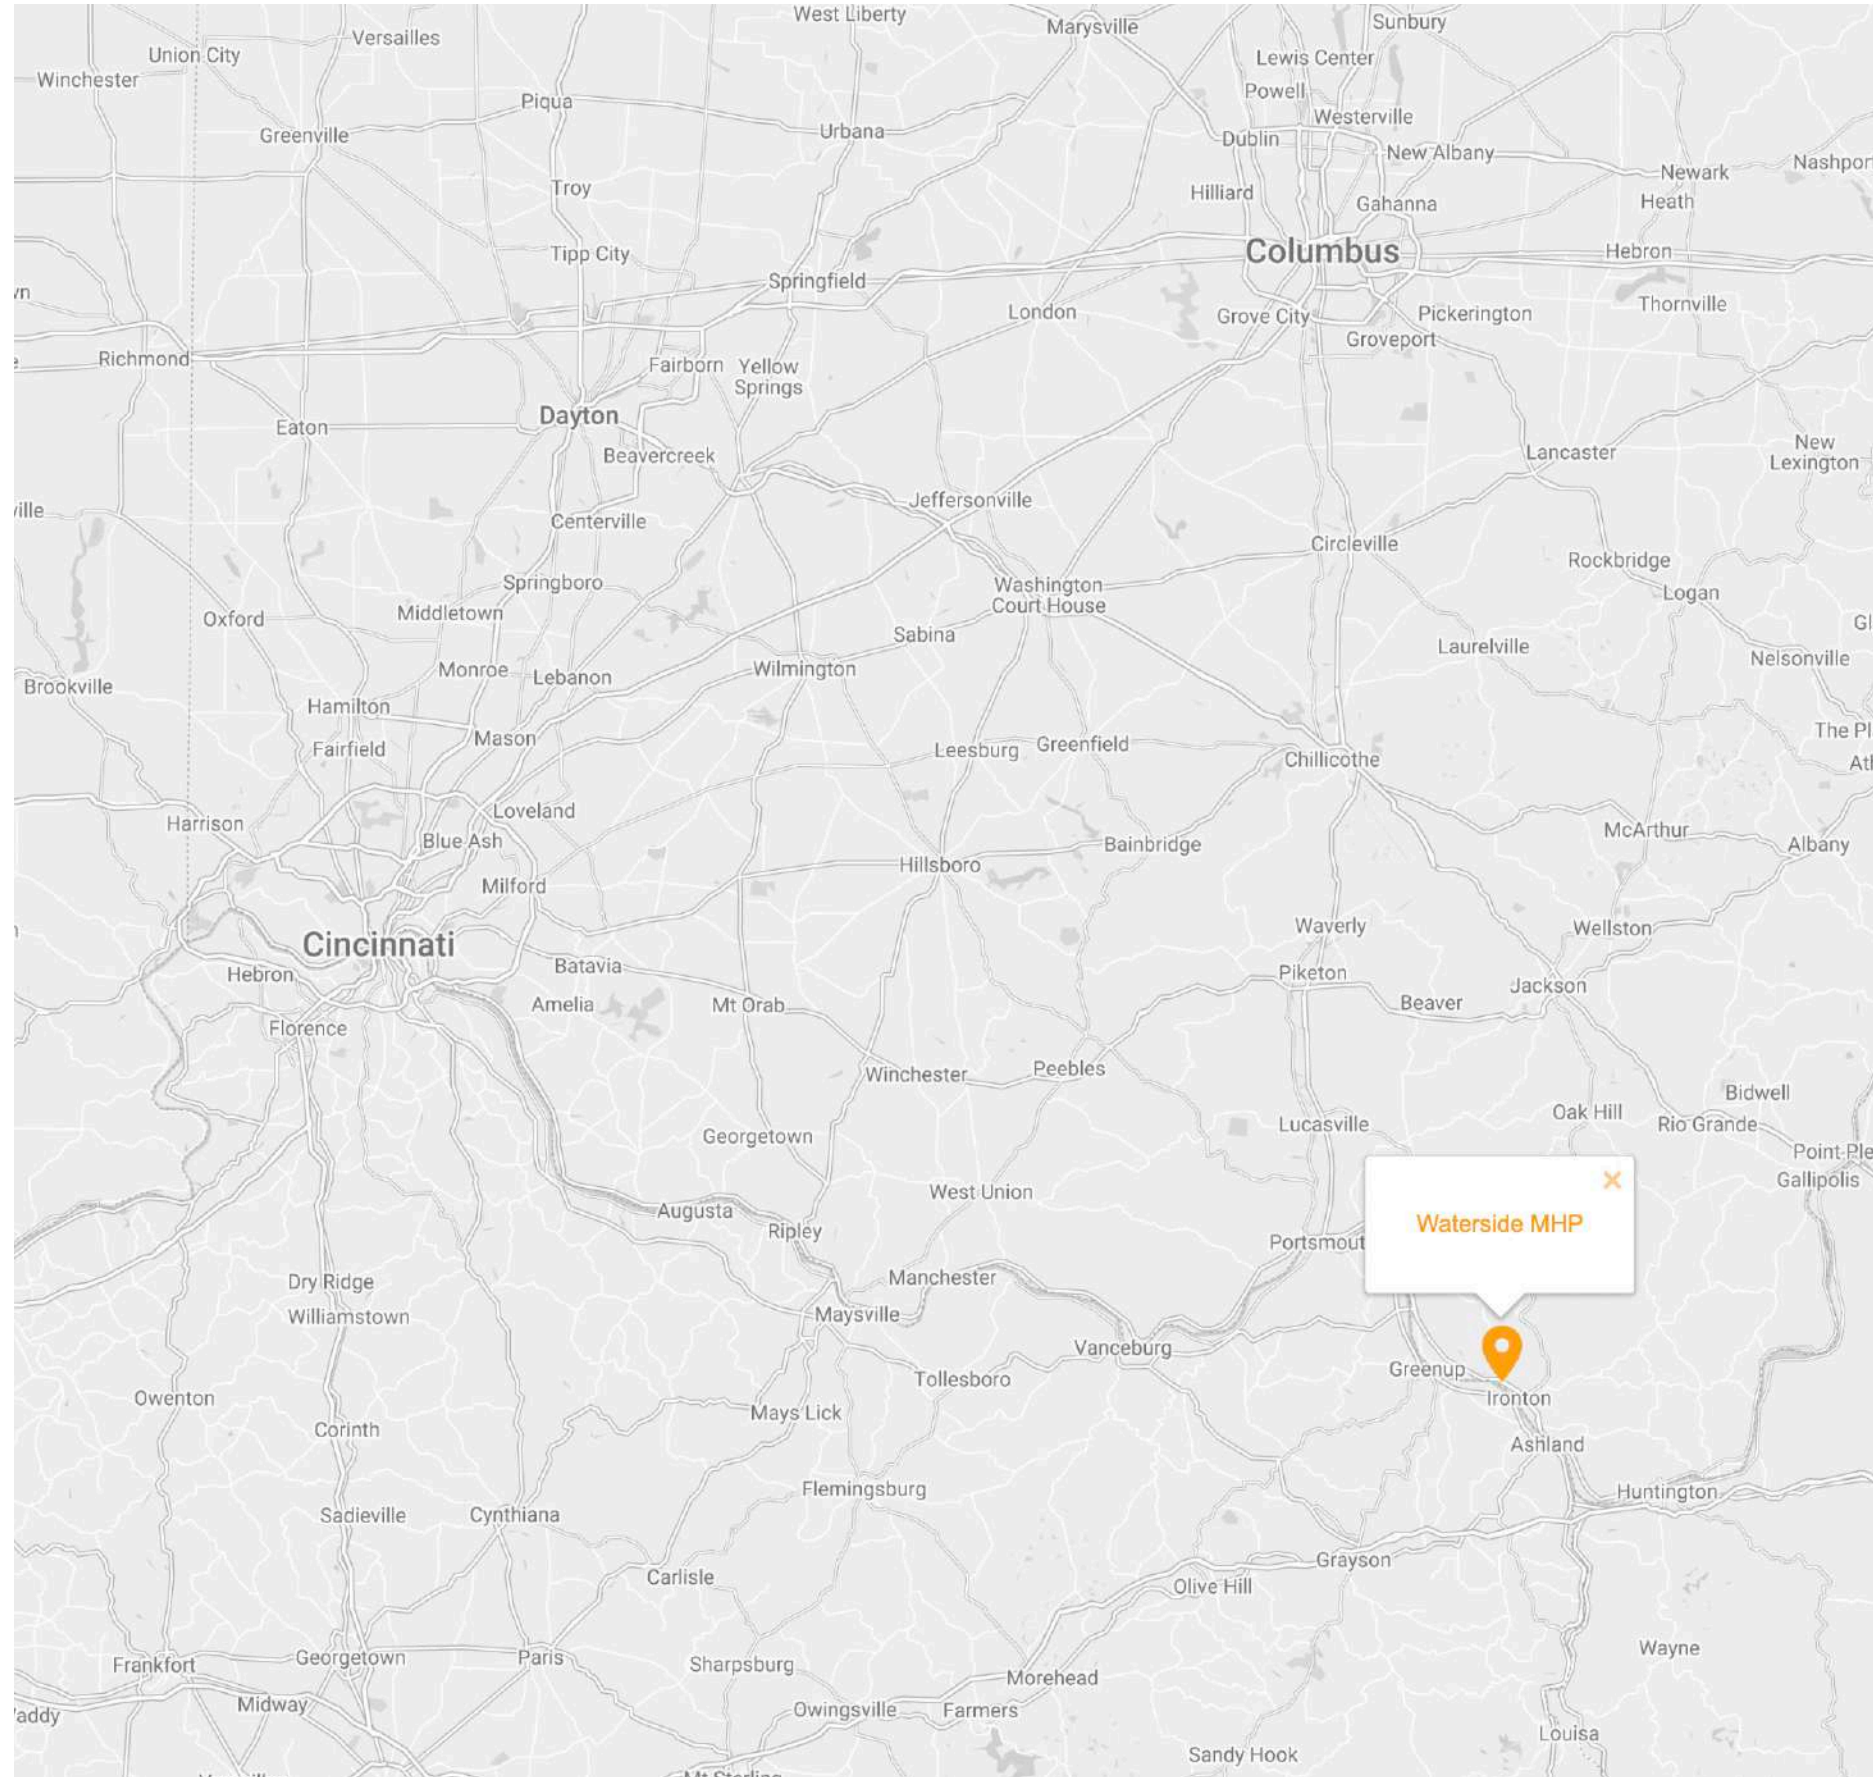 West Liberty
Sunbury
Marysville
Versailles
Union City
Lewis Center
Winchester
Powell
Piqua
Westerville
Urbana
Greenville
Dublin
New Albany
Newark
Troy
Hilliard
Heath
Gahanna
Columbus
Hebron
Tipp City
Springfield
London
Grove City
Pickerington
Thornville
Groveport
Richmond
Fairborn
Yellow
Springs
Dayton
Eaton
Beavercreek
Lancaster
New
Lexington
Jeffersonville
Centerville
Circleville
Rockbridge
Springboro
Washington
Court House
Logan
Middletown
Oxford
Sabina
Laurelville
Nelsonville
Monroe
Lebanon
Wilmington
Brookville
Hamilton
Mason
Fairfield
Leesburg
Greenfield
Chillicothe
Loveland
Harrison
Blue Ash
McArthur
Albany
Bainbridge
Hillsboro
Milford
Waverly
Wellston
Cincinnati
Batavia
Hebron
Piketon
Jackson
Amelia
Mt Orab
Beaver
Florence
Winchester
Peebles
Bidwell
Oak Hill
Lucasville
Rio Grande
Georgetown
Point Ple
Gallipolis
West Union
Augusta
Ripley
Waterside MHP
Portsmout
Dry Ridge
Manchester
Williamstown
Maysville
Vanceburg
Greenup
Tollesboro
Owenton
Ironton
Mays Lick
Corinth
Ashland
Flemingsburg
Huntington
Sadieville
Cynthiana
Grayson
Carlisle
Olive Hill
Wayne
Georgetown
Paris
Frankfort
Sharpsburg
Morehead
Midway
Owingsville
Farmers
Louisa
Sandy Hook